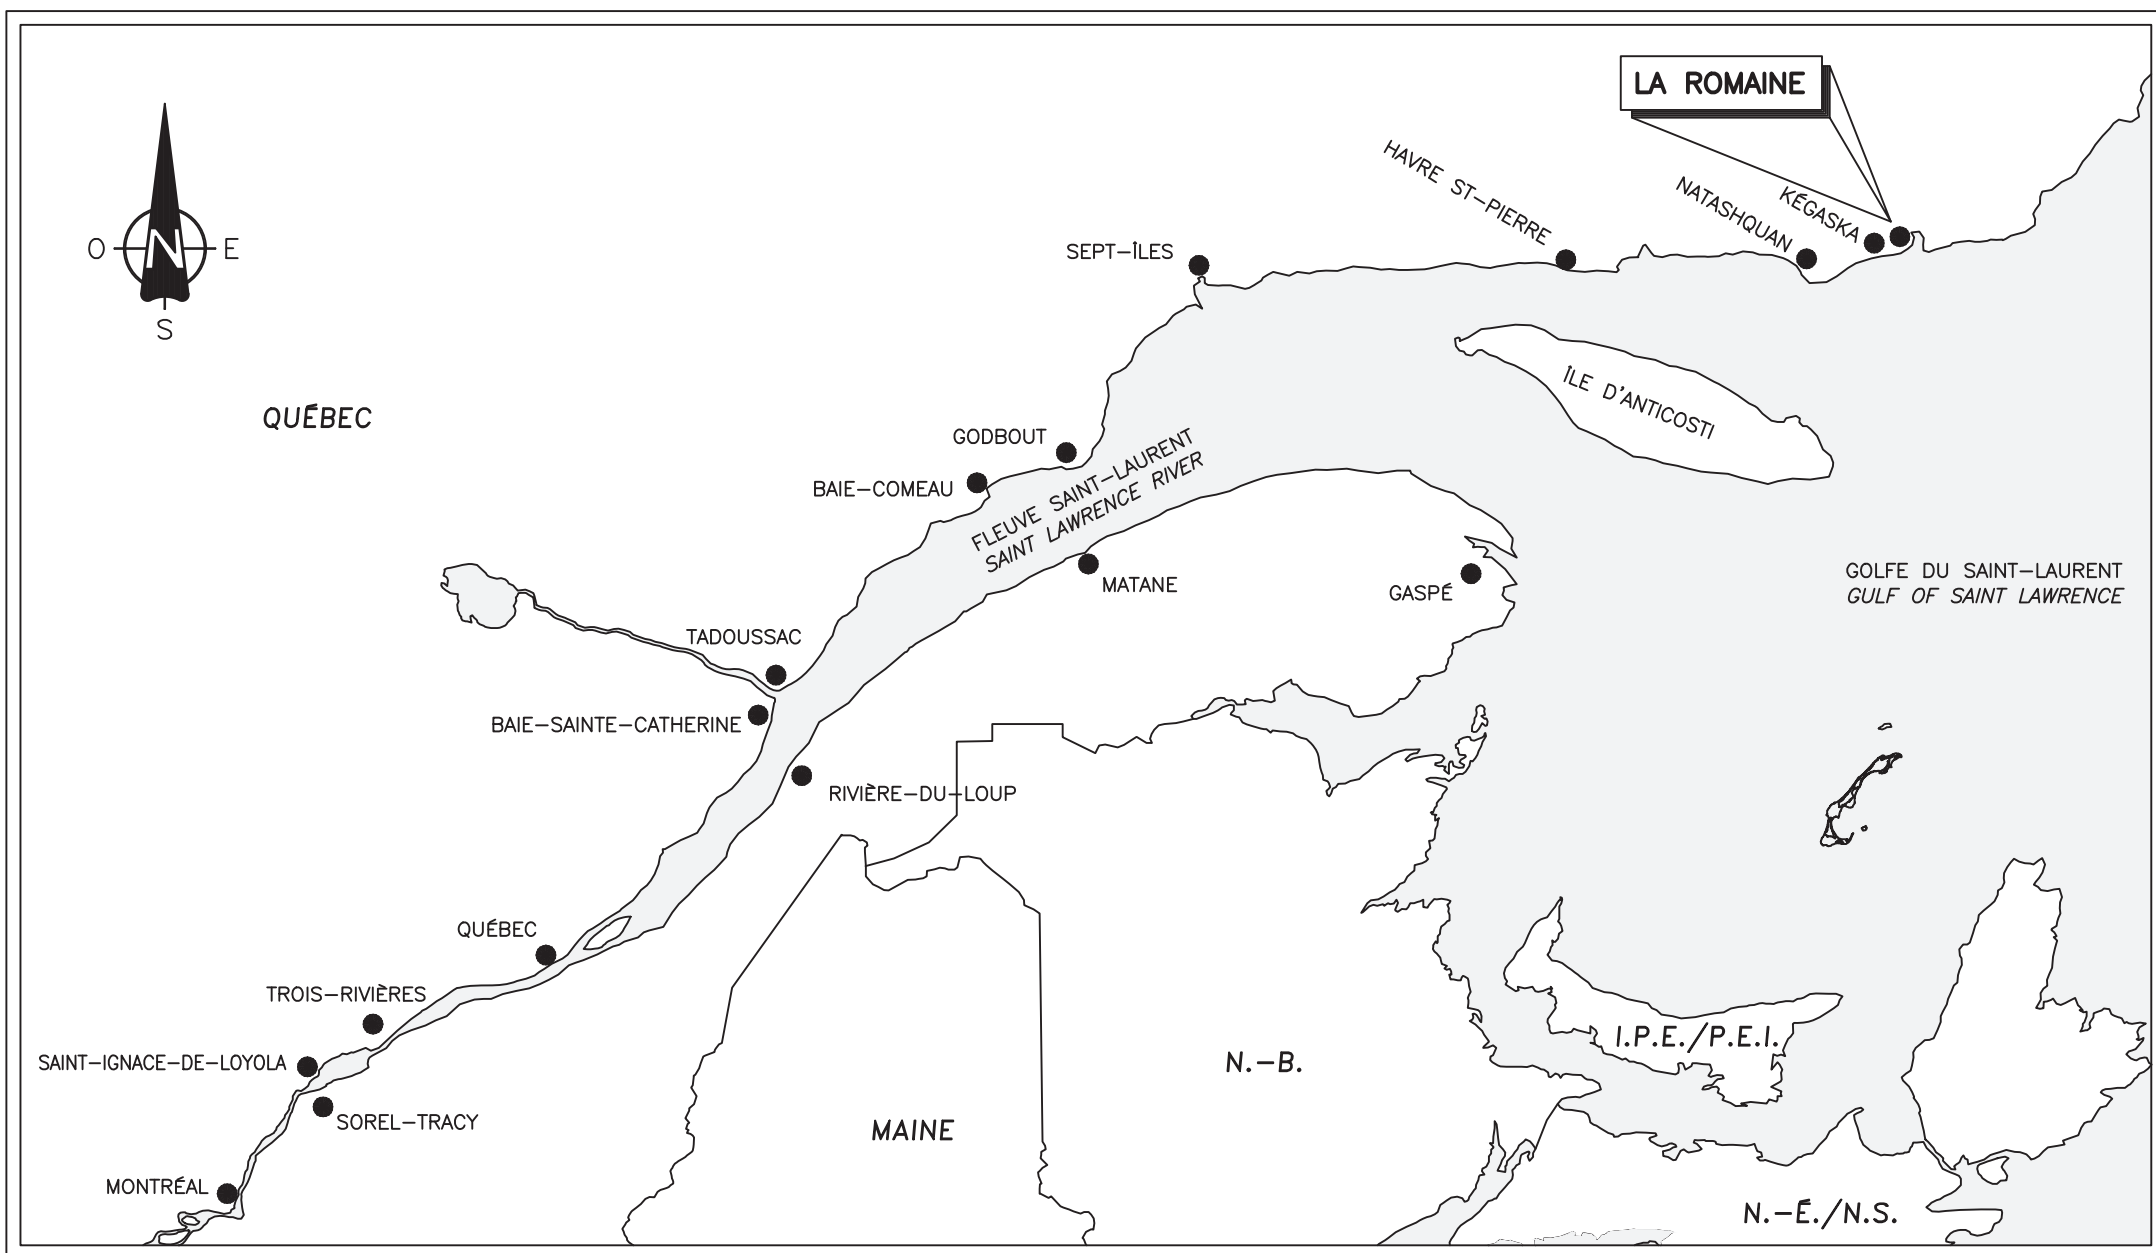 LA ROMAINE
HAVRE ST-PIERRE
NATASHQUAN
KÉGASKA
N
O
E
S
SEPT-ÎLES
QUÉBEC
ÎLE D'ANTICOSTI
GODBOUT
BAIE-COMEAU
FLEUVE SAINT-LAURENT
SAINT LAWRENCE RIVER
MATANE
GASPÉ
GOLFE DU SAINT-LAURENT
GULF OF SAINT LAWRENCE
TADOUSSAC
BAIE-SAINTE-CATHERINE
RIVIÈRE-DU-LOUP
QUÉBEC
TROIS-RIVIÈRES
SAINT-IGNACE-DE-LOYOLA
SOREL-TRACY
MONTRÉAL
MAINE
N.-B.
I.P.E./P.E.I.
N.-É./N.S.